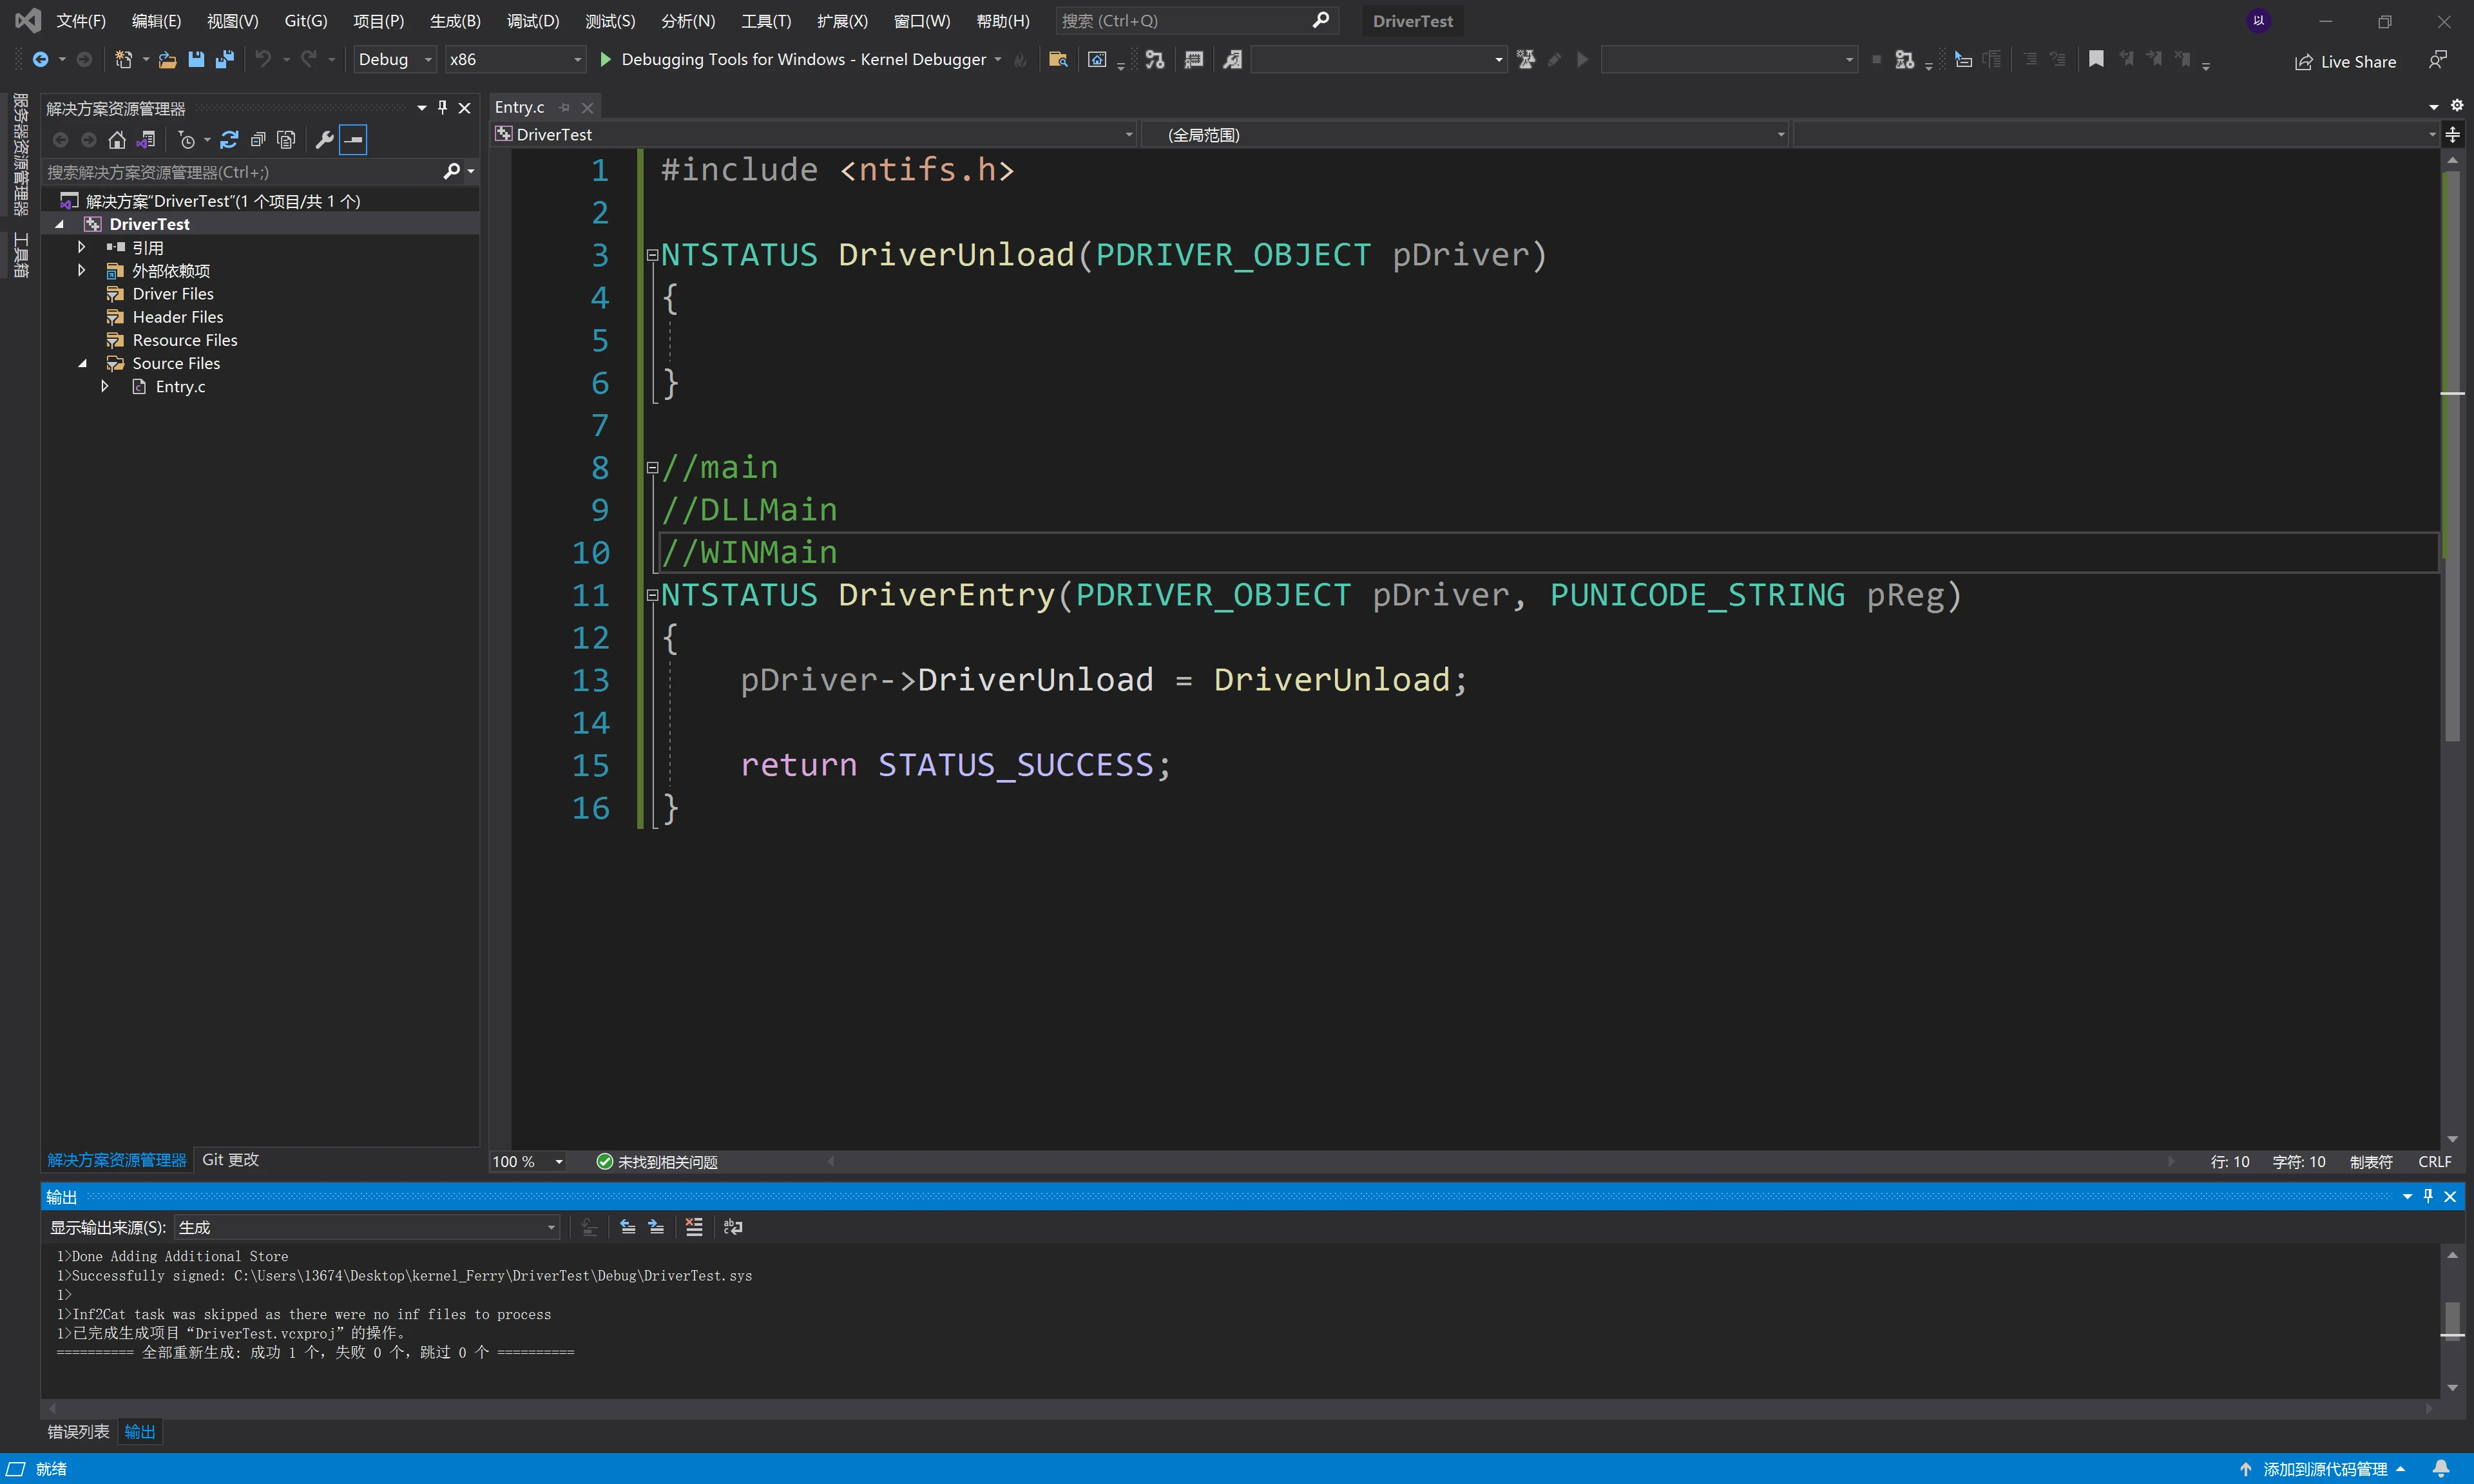 文件(F) 编辑(E) 视图(V) Git(G) 项目(P) 生成(B) 调试(D) 测试(S) 分析(N) 工具(T) 扩展(X) 窗口(W) 帮助(H) 搜索 (Ctrl+Q) DriverTest 以
Debug x86 Debugging Tools for Windows - Kernel Debugger Live Share
服务器资源管理器
工具箱
解决方案资源管理器
搜索解决方案资源管理器(Ctrl+;)
解决方案"DriverTest"(1 个项目/共 1 个)
DriverTest
引用
外部依赖项
Driver Files
Header Files
Resource Files
Source Files
Entry.c
解决方案资源管理器 Git 更改
Entry.c
DriverTest (全局范围)
1 #include <ntifs.h>
2
3 NTSTATUS DriverUnload(PDRIVER_OBJECT pDriver)
4 {
5
6 }
7
8 //main
9 //DLLMain
10 //WINMain
11 NTSTATUS DriverEntry(PDRIVER_OBJECT pDriver, PUNICODE_STRING pReg)
12 {
13 pDriver->DriverUnload = DriverUnload;
14
15 return STATUS_SUCCESS;
16 }
100 % 未找到相关问题 行: 10 字符: 10 制表符 CRLF
输出
显示输出来源(S): 生成
1>Done Adding Additional Store
1>Successfully signed: C:\Users\13674\Desktop\kernel_Ferry\DriverTest\Debug\DriverTest.sys
1>
1>Inf2Cat task was skipped as there were no inf files to process
1>已完成生成项目“DriverTest.vcxproj”的操作。
========== 全部重新生成: 成功 1 个，失败 0 个，跳过 0 个 ==========
错误列表 输出
就绪 添加到源代码管理